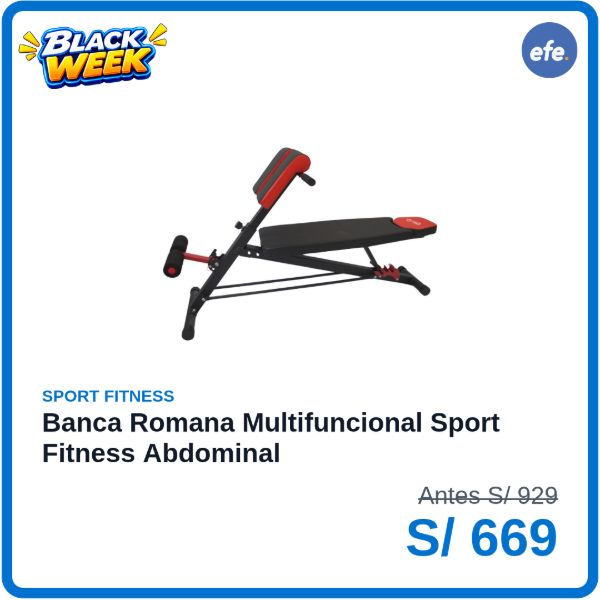 BLACK
WEEK
efe.
SPORT FITNESS
Banca Romana Multifuncional Sport
Fitness Abdominal
Antes S/ 929
S/ 669